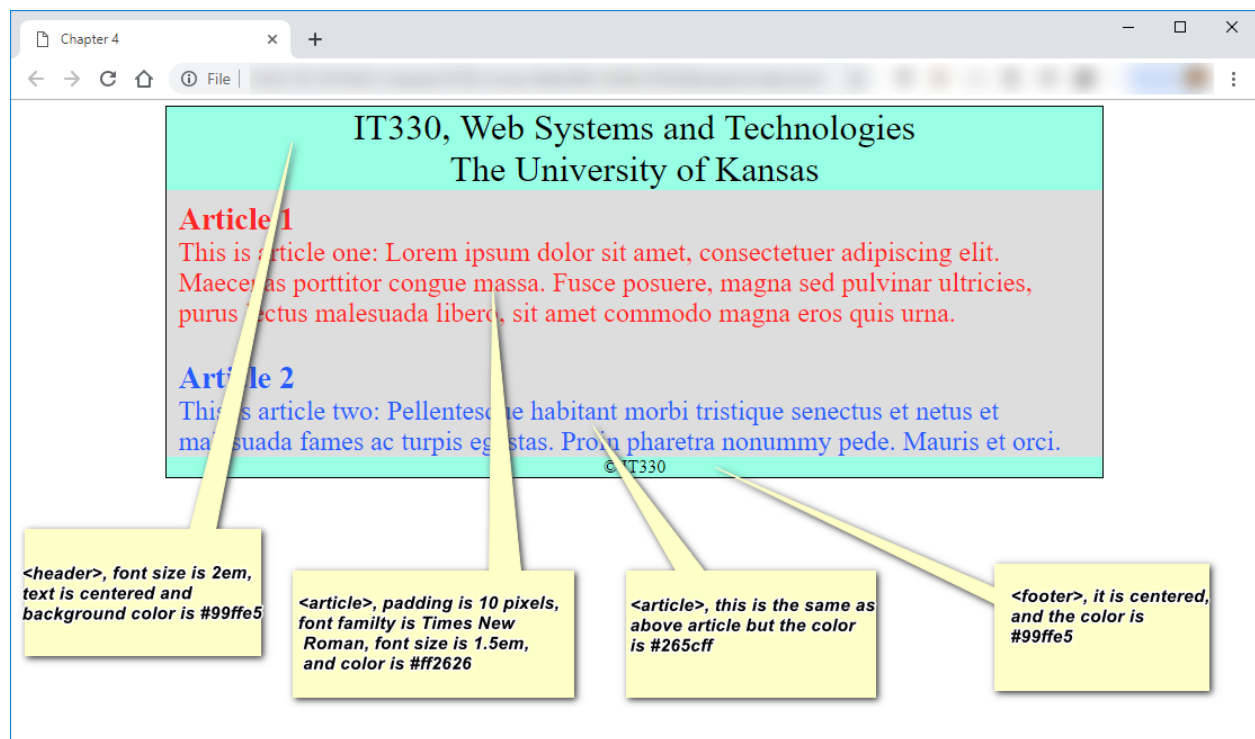 Chapter 4
File
IT330, Web Systems and Technologies
The University of Kansas
Article 1
This is article one: Lorem ipsum dolor sit amet, consectetuer adipiscing elit.
Maecenas porttitor congue massa. Fusce posuere, magna sed pulvinar ultricies,
purus lectus malesuada libero, sit amet commodo magna eros quis urna.
Article 2
This is article two: Pellentesque habitant morbi tristique senectus et netus et
malesuada fames ac turpis egestas. Proin pharetra nonummy pede. Mauris et orci.
© IT330
<header>, font size is 2em,
text is centered and
background color is #99ffe5
<article>, padding is 10 pixels,
font familty is Times New
Roman, font size is 1.5em,
and color is #ff2626
<article>, this is the same as
above article but the color
is #265cff
<footer>, it is centered,
and the color is
#99ffe5